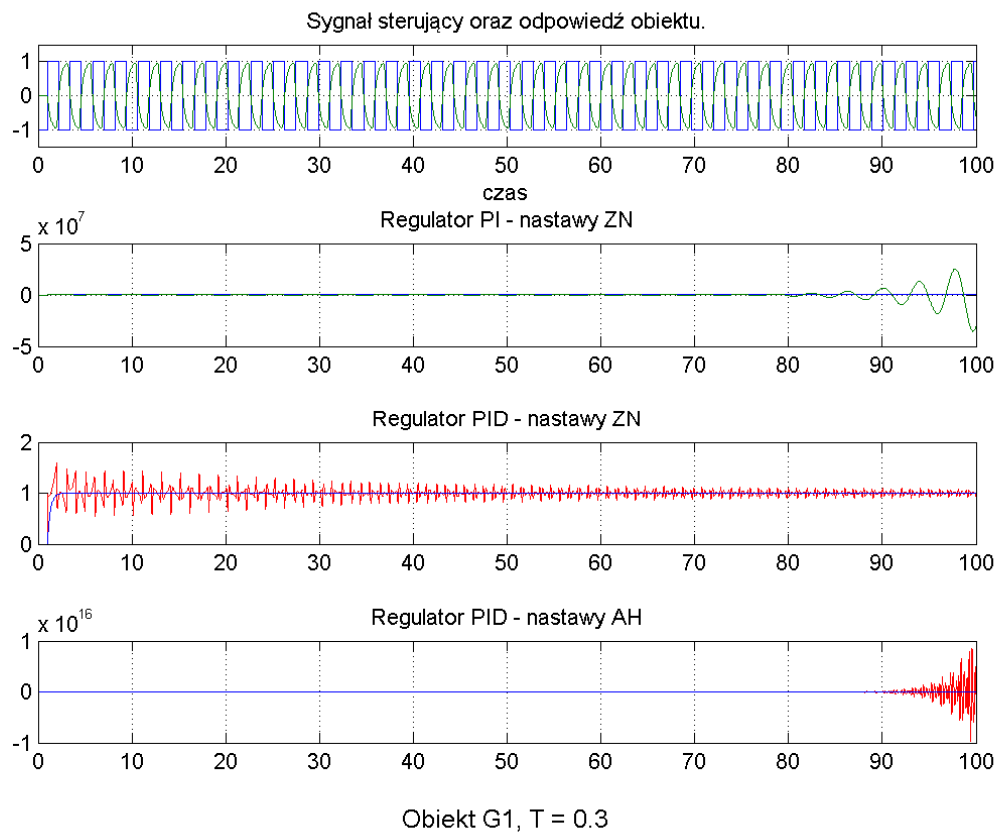 Sygnał sterujący oraz odpowiedź obiektu.
1
0
-1
0 10 20 30 40 50 60 70 80 90 100
czas
Regulator PI - nastawy ZN
x 10^7
5
0
-5
0 10 20 30 40 50 60 70 80 90 100
Regulator PID - nastawy ZN
2
1
0
0 10 20 30 40 50 60 70 80 90 100
Regulator PID - nastawy AH
x 10^16
1
0
-1
0 10 20 30 40 50 60 70 80 90 100
Obiekt G1, T = 0.3